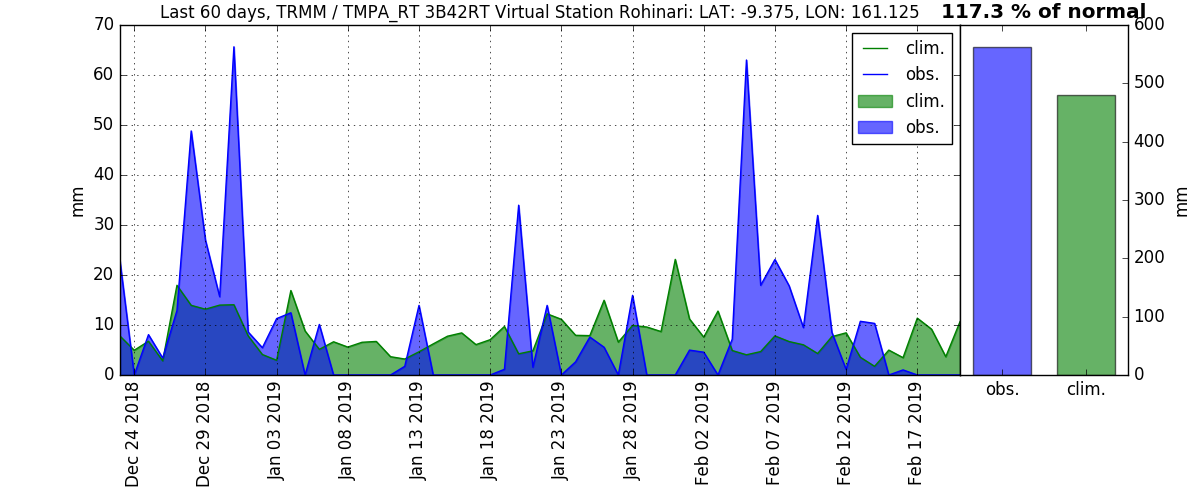 Last 60 days, TRMM / TMPA_RT 3B42RT Virtual Station Rohinari: LAT: -9.375, LON: 161.125
117.3 % of normal
70
60
50
40
30
20
10
0
mm
clim.
obs.
clim.
obs.
Dec 24 2018
Dec 29 2018
Jan 03 2019
Jan 08 2019
Jan 13 2019
Jan 18 2019
Jan 23 2019
Jan 28 2019
Feb 02 2019
Feb 07 2019
Feb 12 2019
Feb 17 2019
600
500
400
300
200
100
0
mm
obs.
clim.